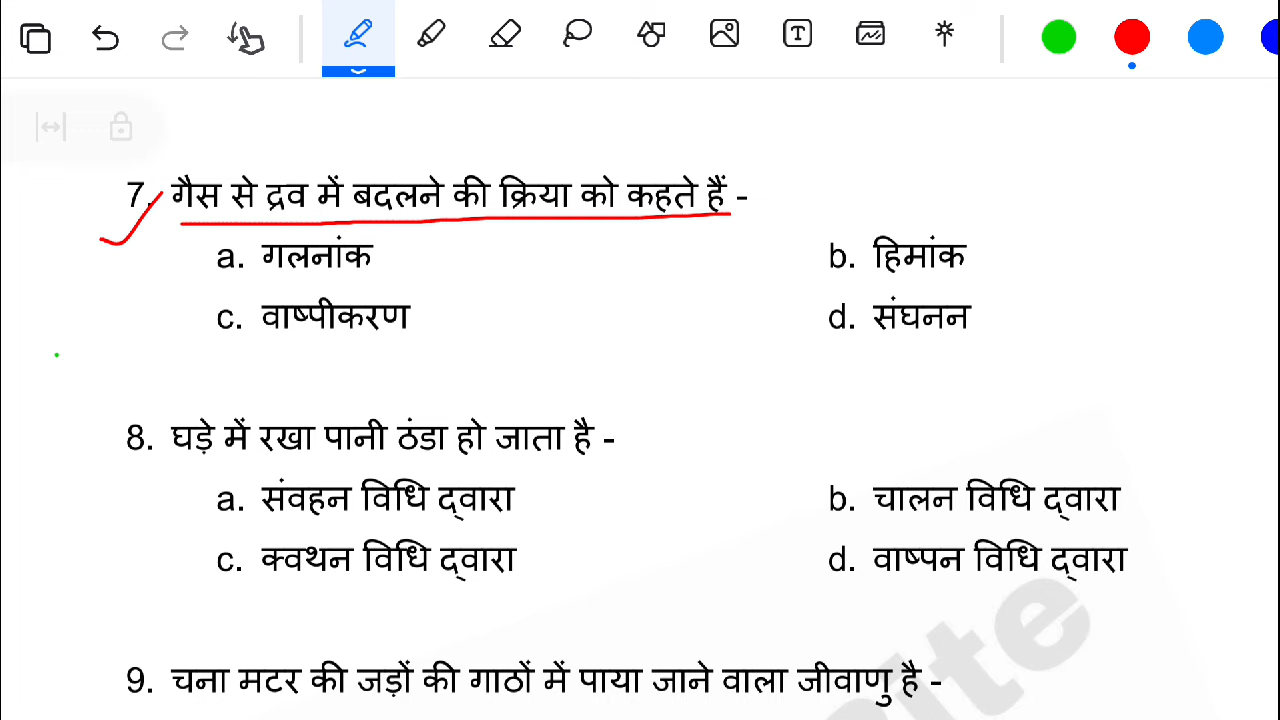 7. गैस से द्रव में बदलने की क्रिया को कहते हैं -
a. गलनांक b. हिमांक
c. वाष्पीकरण d. संघनन
8. घड़े में रखा पानी ठंडा हो जाता है -
a. संवहन विधि द्वारा b. चालन विधि द्वारा
c. क्वथन विधि द्वारा d. वाष्पन विधि द्वारा
9. चना मटर की जड़ों की गाठों में पाया जाने वाला जीवाणु है -